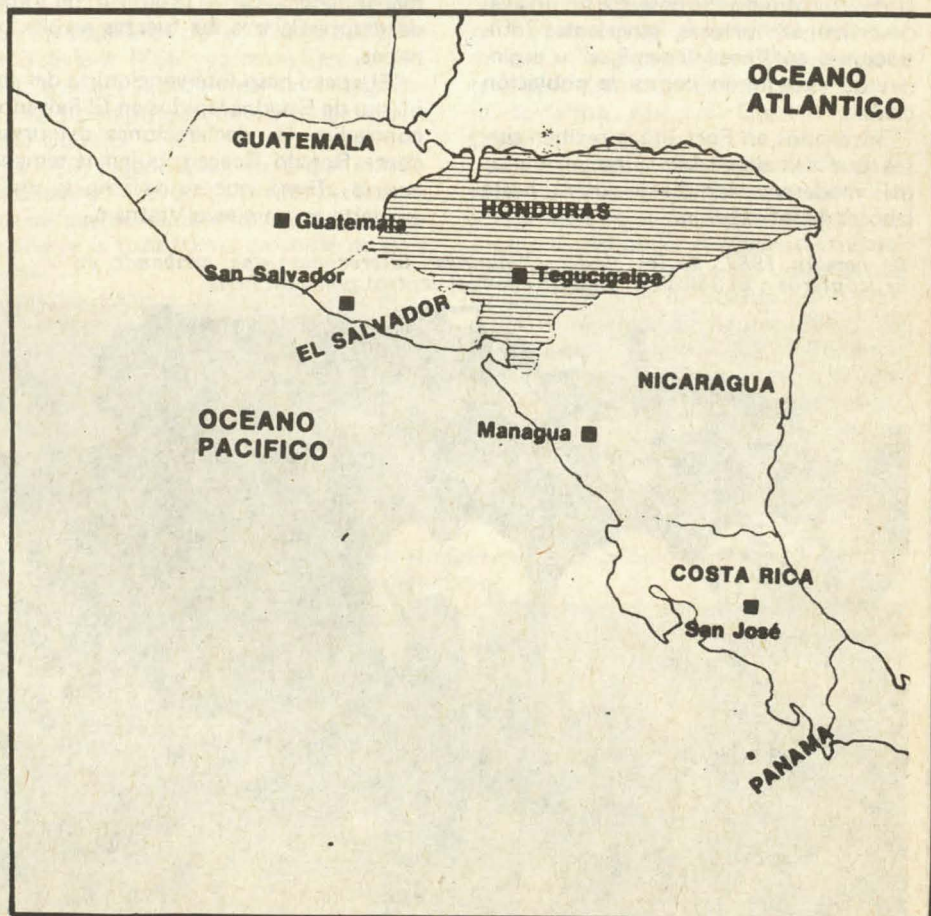 OCEANO
ATLANTICO
GUATEMALA
HONDURAS
Guatemala
San Salvador
Tegucigalpa
EL SALVADOR
NICARAGUA
OCEANO
PACIFICO
Managua
COSTA RICA
San José
PANAMA